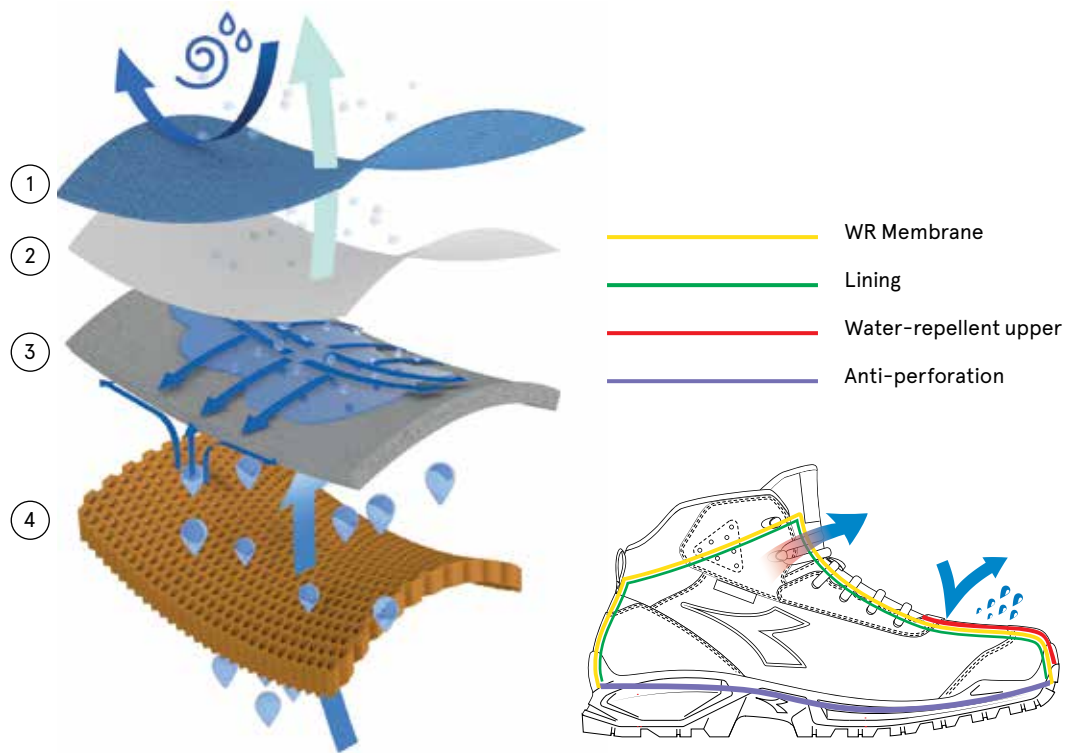 1
2
3
4
WR Membrane
Lining
Water-repellent upper
Anti-perforation